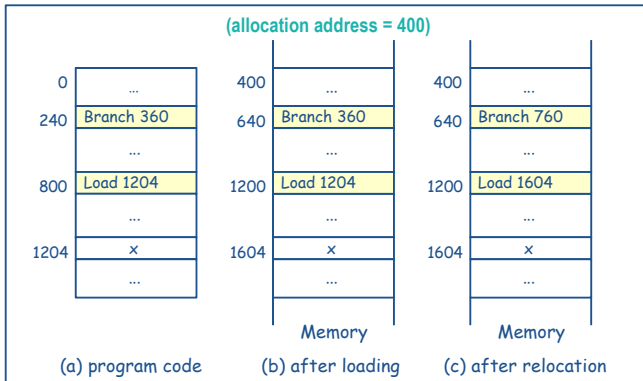 (allocation address = 400)
0 ... 400 ... 400 ...
240 Branch 360 640 Branch 360 640 Branch 760
... ... ...
800 Load 1204 1200 Load 1204 1200 Load 1604
... ... ...
1204 x 1604 x 1604 x
... ... ...
Memory Memory
(a) program code (b) after loading (c) after relocation